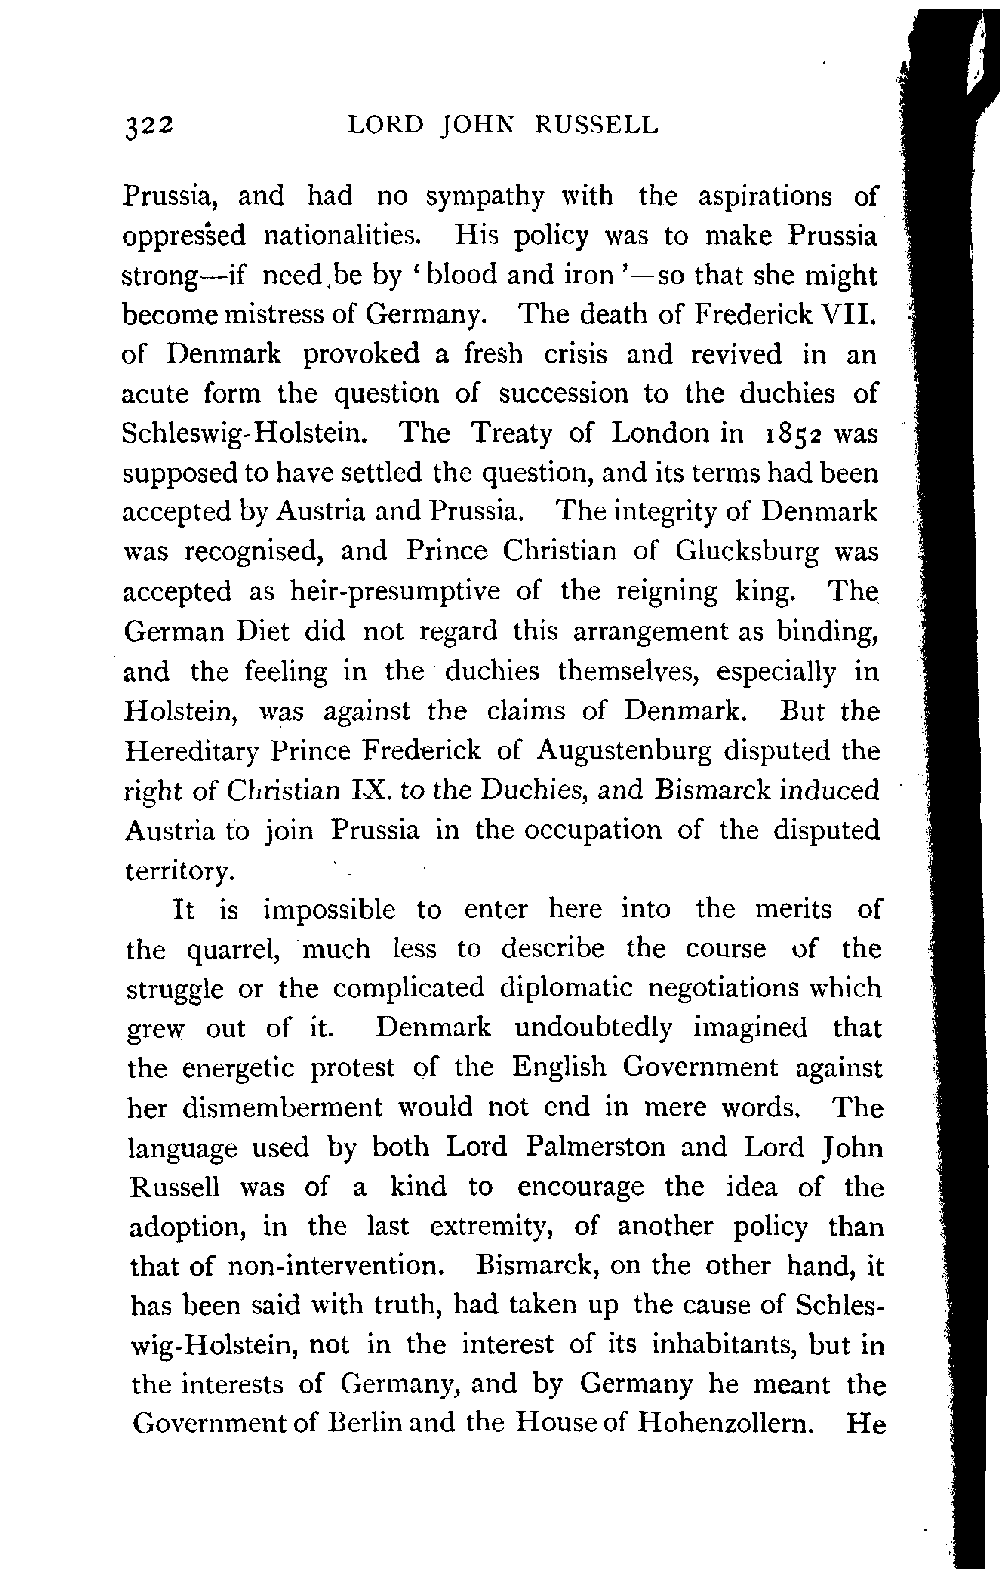 322 LORD JOHN RUSSELL
Prussia, and had no sympathy with the aspirations of
oppressed nationalities. His policy was to make Prussia
strong—if need be by ‘blood and iron’—so that she might
become mistress of Germany. The death of Frederick VII.
of Denmark provoked a fresh crisis and revived in an
acute form the question of succession to the duchies of
Schleswig-Holstein. The Treaty of London in 1852 was
supposed to have settled the question, and its terms had been
accepted by Austria and Prussia. The integrity of Denmark
was recognised, and Prince Christian of Glucksburg was
accepted as heir-presumptive of the reigning king. The
German Diet did not regard this arrangement as binding,
and the feeling in the duchies themselves, especially in
Holstein, was against the claims of Denmark. But the
Hereditary Prince Frederick of Augustenburg disputed the
right of Christian IX. to the Duchies, and Bismarck induced
Austria to join Prussia in the occupation of the disputed
territory.
It is impossible to enter here into the merits of
the quarrel, much less to describe the course of the
struggle or the complicated diplomatic negotiations which
grew out of it. Denmark undoubtedly imagined that
the energetic protest of the English Government against
her dismemberment would not end in mere words. The
language used by both Lord Palmerston and Lord John
Russell was of a kind to encourage the idea of the
adoption, in the last extremity, of another policy than
that of non-intervention. Bismarck, on the other hand, it
has been said with truth, had taken up the cause of Schles-
wig-Holstein, not in the interest of its inhabitants, but in
the interests of Germany, and by Germany he meant the
Government of Berlin and the House of Hohenzollern. He